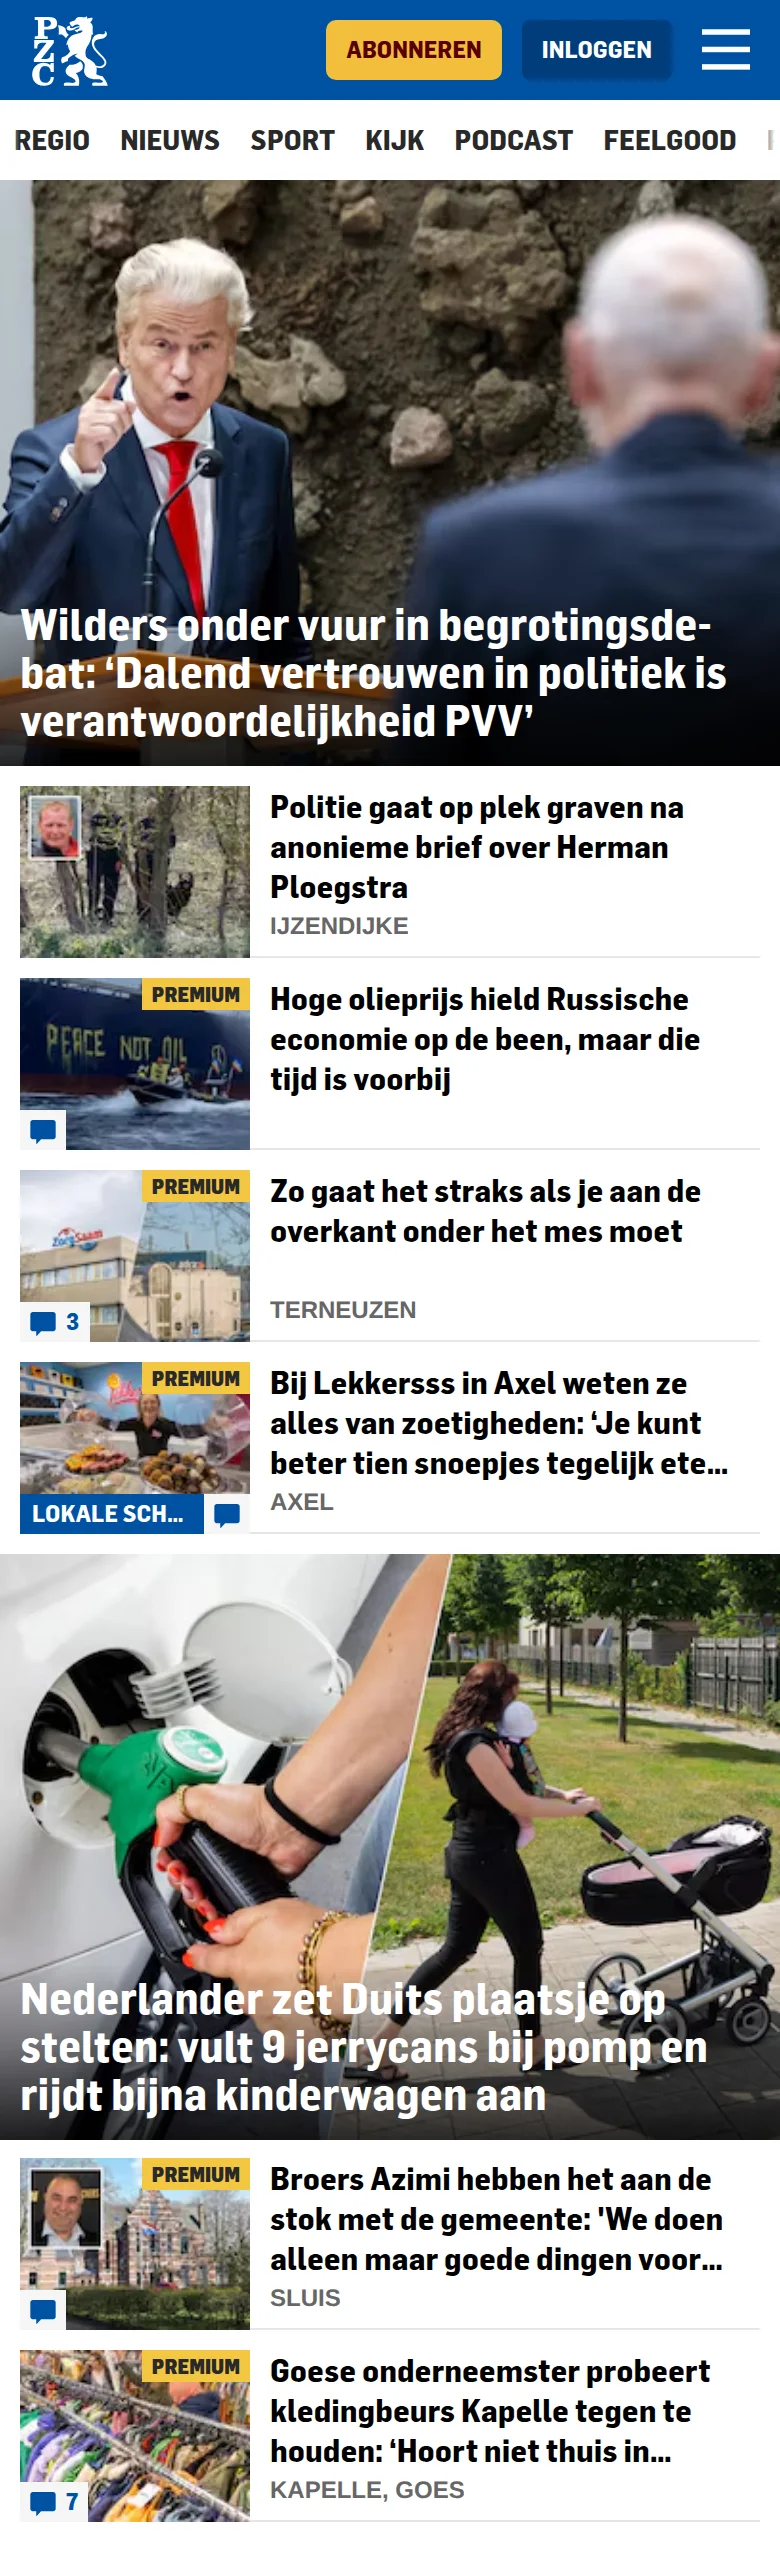 PZC
ABONNEREN
INLOGGEN
REGIO NIEUWS SPORT KIJK PODCAST FEELGOOD
Wilders onder vuur in begrotingsde-
bat: ‘Dalend vertrouwen in politiek is
verantwoordelijkheid PVV’
Politie gaat op plek graven na
anonieme brief over Herman
Ploegstra
IJZENDIJKE
PREMIUM
PEACE NOT OIL
Hoge olieprijs hield Russische
economie op de been, maar die
tijd is voorbij
PREMIUM
ZorgSaam
3
Zo gaat het straks als je aan de
overkant onder het mes moet
TERNEUZEN
PREMIUM
LOKALE SCH...
Bij Lekkersss in Axel weten ze
alles van zoetigheden: ‘Je kunt
beter tien snoepjes tegelijk ete...
AXEL
Nederlander zet Duits plaatsje op
stelten: vult 9 jerrycans bij pomp en
rijdt bijna kinderwagen aan
PREMIUM
Broers Azimi hebben het aan de
stok met de gemeente: 'We doen
alleen maar goede dingen voor...
SLUIS
PREMIUM
7
Goese onderneemster probeert
kledingbeurs Kapelle tegen te
houden: ‘Hoort niet thuis in...
KAPELLE, GOES